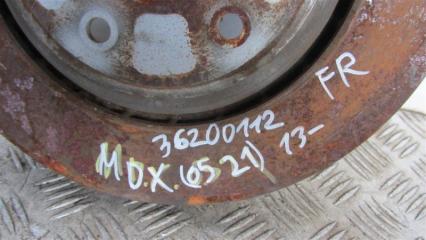 36200112 FR
M.D.X. (6521) 13-